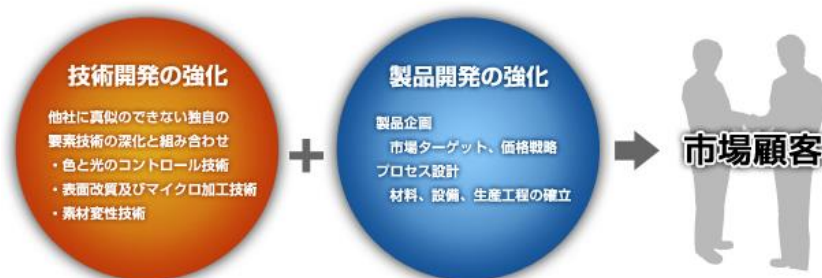 技術開発の強化
他社に真似のできない独自の
要素技術の深化と組み合わせ
・色と光のコントロール技術
・表面改質及びマイクロ加工技術
・素材変性技術
製品開発の強化
製品企画
市場ターゲット、価格戦略
プロセス設計
材料、設備、生産工程の確立
市場顧客